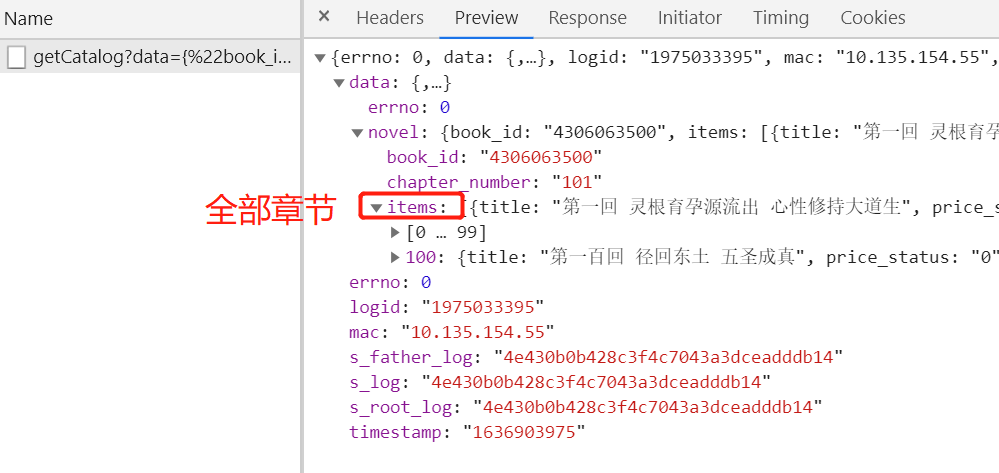 Name
× Headers Preview Response Initiator Timing Cookies
getCatalog?data={%22book_i...
▼{errno: 0, data: {,…}, logid: "1975033395", mac: "10.135.154.55",
▼data: {,…}
errno: 0
▼novel: {book_id: "4306063500", items: [{title: "第一回 灵根育孕
book_id: "4306063500"
chapter_number: "101"
全部章节
▼items: [{title: "第一回 灵根育孕源流出 心性修持大道生", price_s
▶[0 … 99]
▶100: {title: "第一百回 径回东土 五圣成真", price_status: "0"
errno: 0
logid: "1975033395"
mac: "10.135.154.55"
s_father_log: "4e430b0b428c3f4c7043a3dceadddb14"
s_log: "4e430b0b428c3f4c7043a3dceadddb14"
s_root_log: "4e430b0b428c3f4c7043a3dceadddb14"
timestamp: "1636903975"